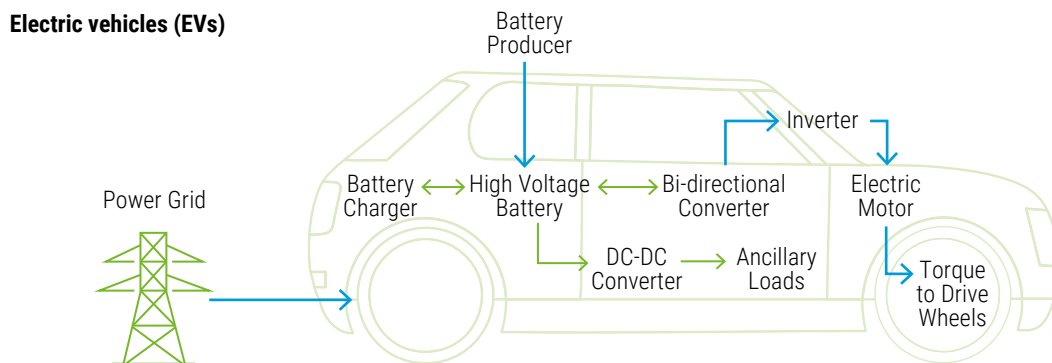 Electric vehicles (EVs)
Battery
Producer
Inverter
Power Grid
Battery
Charger
High Voltage
Battery
Bi-directional
Converter
Electric
Motor
DC-DC
Converter
Ancillary
Loads
Torque
to Drive
Wheels